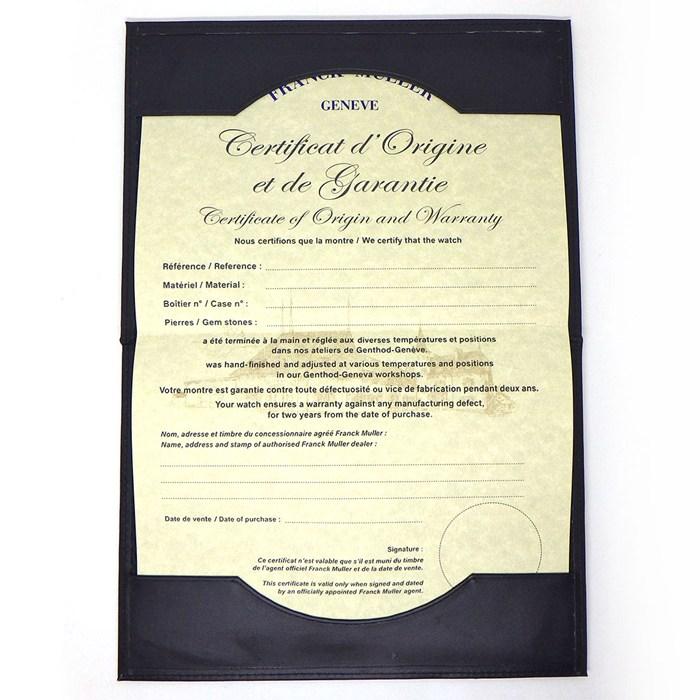 FRANCK MULLER
GENEVE
Certificat d'Origine
et de Garantie
Certificate of Origin and Warranty
Nous certifions que la montre / We certify that the watch
Référence / Reference :
Matériel / Material :
Boîtier n° / Case n° :
Pierres / Gem stones :
a été terminée à la main et réglée aux diverses températures et positions
dans nos ateliers de Genthod-Genève.
was hand-finished and adjusted at various temperatures and positions
in our Genthod-Geneva workshops.
Votre montre est garantie contre toute défectuosité ou vice de fabrication pendant deux ans.
Your watch ensures a warranty against any manufacturing defect,
for two years from the date of purchase.
Nom, adresse et timbre du concessionnaire agréé Franck Muller :
Name, address and stamp of authorised Franck Muller dealer :
Date de vente / Date of purchase :
Signature :
Ce certificat n'est valable que s'il est muni du timbre
de l'agent officiel Franck Muller et de la date de vente.
This certificate is valid only when signed and dated
by an officially appointed Franck Muller agent.